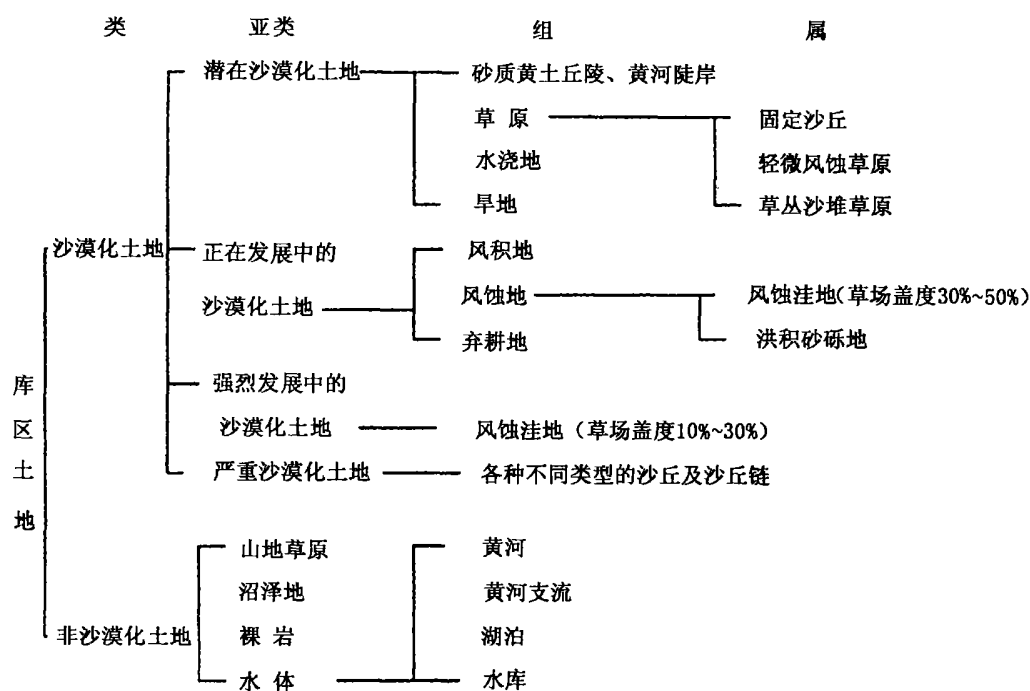 类 亚类 组 属
潜在沙漠化土地 砂质黄土丘陵、黄河陡岸
草原 固定沙丘
水浇地 轻微风蚀草原
旱地 草丛沙堆草原
沙漠化土地 正在发展中的 风积地
沙漠化土地 风蚀地 风蚀洼地(草场盖度30%~50%)
弃耕地 洪积砂砾地
强烈发展中的
沙漠化土地 风蚀洼地(草场盖度10%~30%)
严重沙漠化土地 各种不同类型的沙丘及沙丘链
库区土地
山地草原 黄河
沼泽地 黄河支流
非沙漠化土地 裸岩 湖泊
水体 水库